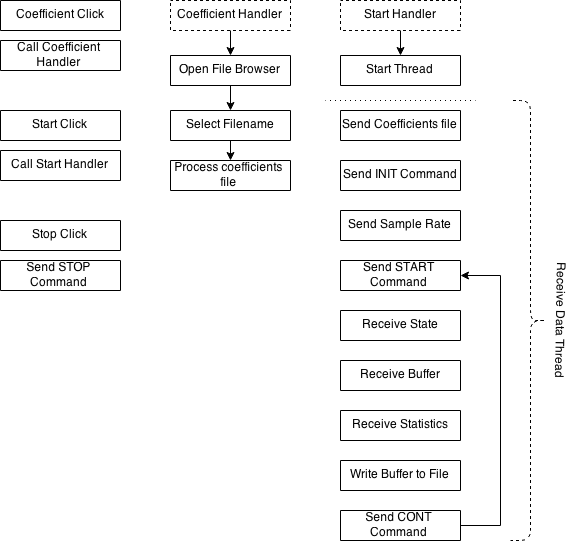 Coefficient Click
Call Coefficient
Handler
Start Click
Call Start Handler
Stop Click
Send STOP
Command
Coefficient Handler
Open File Browser
Select Filename
Process coefficients
file
Start Handler
Start Thread
Send Coefficients file
Send INIT Command
Send Sample Rate
Send START
Command
Receive State
Receive Buffer
Receive Statistics
Write Buffer to File
Send CONT
Command
Receive Data Thread